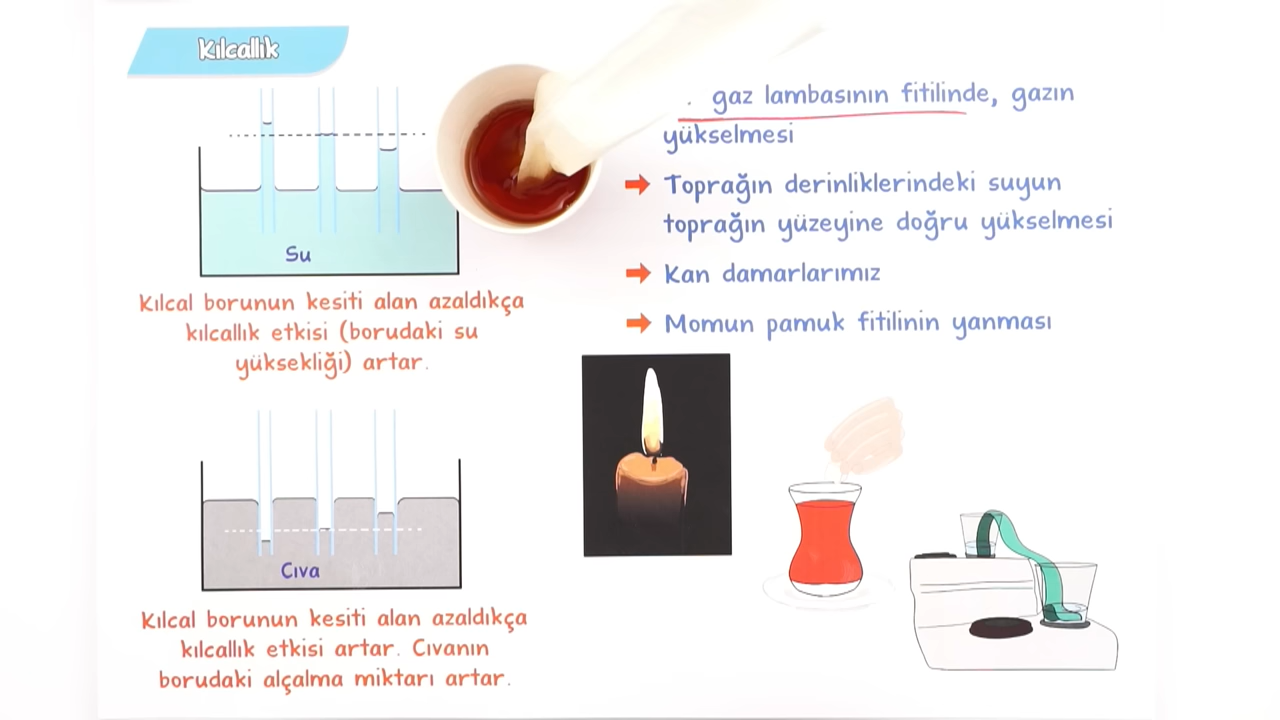 Kılcallık
Su
Kılcal borunun kesiti alan azaldıkça
kılcallık etkisi (borudaki su
yüksekliği) artar.
Cıva
Kılcal borunun kesiti alan azaldıkça
kılcallık etkisi artar. Cıvanın
borudaki alçalma miktarı artar.
gaz lambasının fitilinde, gazın
yükselmesi
Toprağın derinliklerindeki suyun
toprağın yüzeyine doğru yükselmesi
Kan damarlarımız
Momun pamuk fitilinin yanması